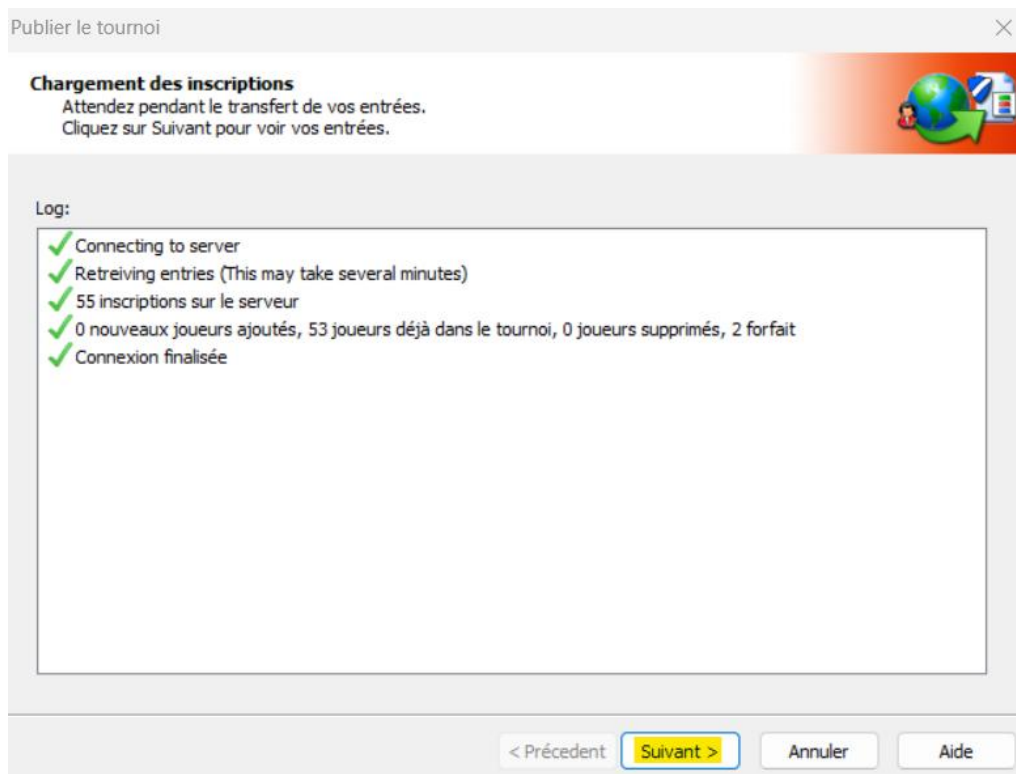 Publier le tournoi
Chargement des inscriptions
Attendez pendant le transfert de vos entrées.
Cliquez sur Suivant pour voir vos entrées.
Log:
Connecting to server
Retreiving entries (This may take several minutes)
55 inscriptions sur le serveur
0 nouveaux joueurs ajoutés, 53 joueurs déjà dans le tournoi, 0 joueurs supprimés, 2 forfait
Connexion finalisée
< Précedent Suivant > Annuler Aide